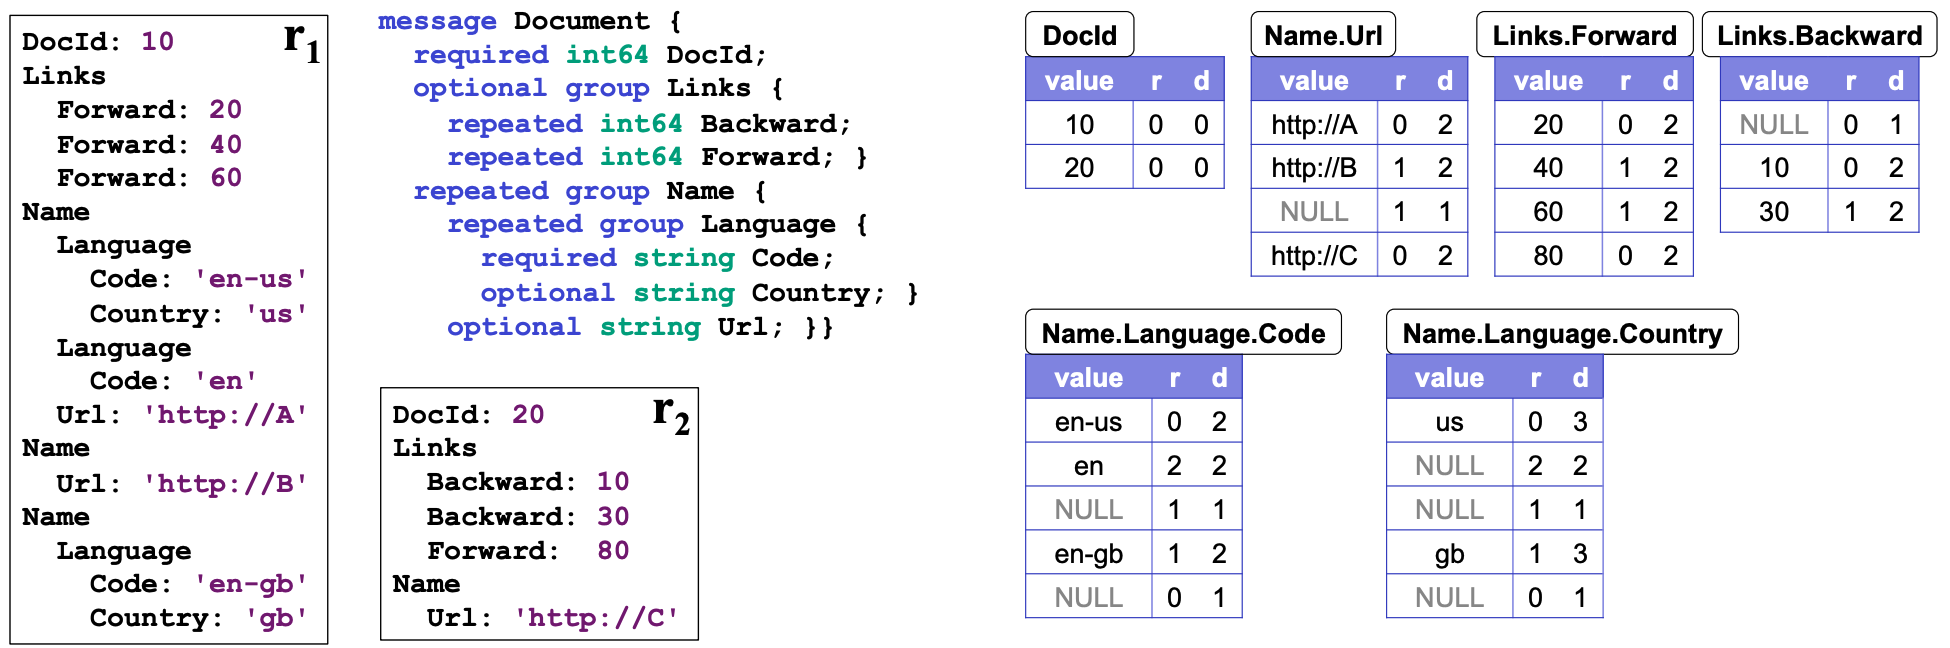 DocId: 10 r1
Links
Forward: 20
Forward: 40
Forward: 60
Name
Language
Code: 'en-us'
Country: 'us'
Language
Code: 'en'
Url: 'http://A'
Name
Url: 'http://B'
Name
Language
Code: 'en-gb'
Country: 'gb'
message Document {
required int64 DocId;
optional group Links {
repeated int64 Backward;
repeated int64 Forward; }
repeated group Name {
repeated group Language {
required string Code;
optional string Country; }
optional string Url; }}
DocId: 20 r2
Links
Backward: 10
Backward: 30
Forward: 80
Name
Url: 'http://C'
DocId
value r d
10 0 0
20 0 0
Name.Url
value r d
http://A 0 2
http://B 1 2
NULL 1 1
http://C 0 2
Links.Forward
value r d
20 0 2
40 1 2
60 1 2
80 0 2
Links.Backward
value r d
NULL 0 1
10 0 2
30 1 2
Name.Language.Code
value r d
en-us 0 2
en 2 2
NULL 1 1
en-gb 1 2
NULL 0 1
Name.Language.Country
value r d
us 0 3
NULL 2 2
NULL 1 1
gb 1 3
NULL 0 1